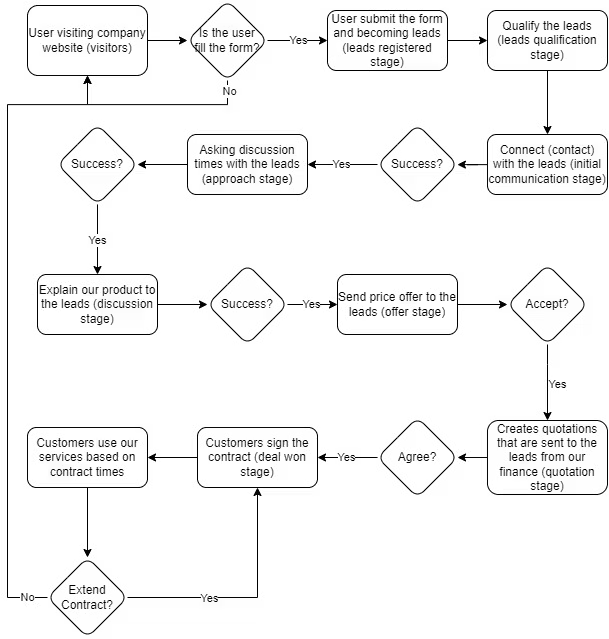 User visiting company
website (visitors)
Is the user
fill the form?
Yes
User submit the form
and becoming leads
(leads registered
stage)
Qualify the leads
(leads qualification
stage)
No
Success?
Asking discussion
times with the leads
(approach stage)
Yes
Success?
Connect (contact)
with the leads (initial
communication stage)
Yes
Explain our product to
the leads (discussion
stage)
Success?
Yes
Send price offer to the
leads (offer stage)
Accept?
Yes
Customers use our
services based on
contract times
Customers sign the
contract (deal won
stage)
Yes
Agree?
Creates quotations
that are sent to the
leads from our
finance (quotation
stage)
No
Extend
Contract?
Yes